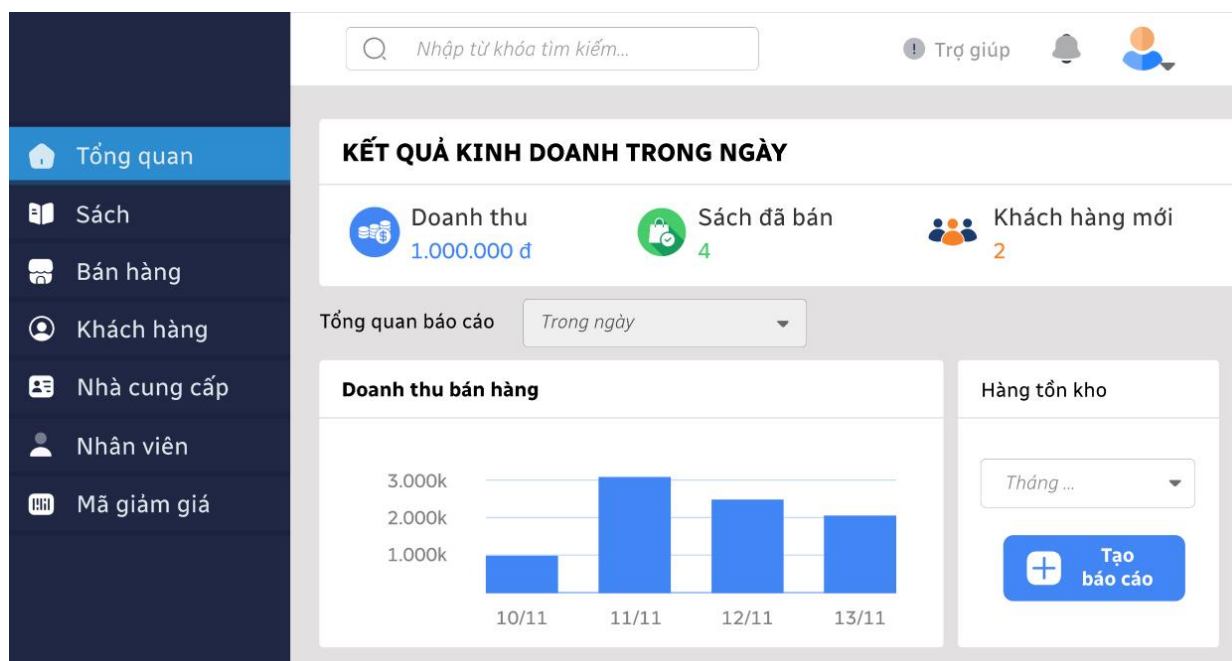 Nhập từ khóa tìm kiếm...
Trợ giúp
Tổng quan
Sách
Bán hàng
Khách hàng
Nhà cung cấp
Nhân viên
Mã giảm giá
KẾT QUẢ KINH DOANH TRONG NGÀY
Doanh thu
1.000.000 đ
Sách đã bán
4
Khách hàng mới
2
Tổng quan báo cáo
Trong ngày
Doanh thu bán hàng
3.000k
2.000k
1.000k
10/11
11/11
12/11
13/11
Hàng tồn kho
Tháng ...
Tạo
báo cáo